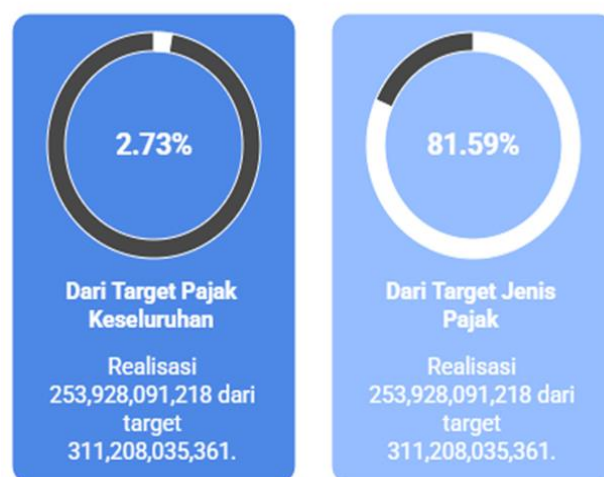 2.73%
Dari Target Pajak
Keseluruhan
Realisasi
253,928,091,218 dari
target
311,208,035,361.
81.59%
Dari Target Jenis
Pajak
Realisasi
253,928,091,218 dari
target
311,208,035,361.